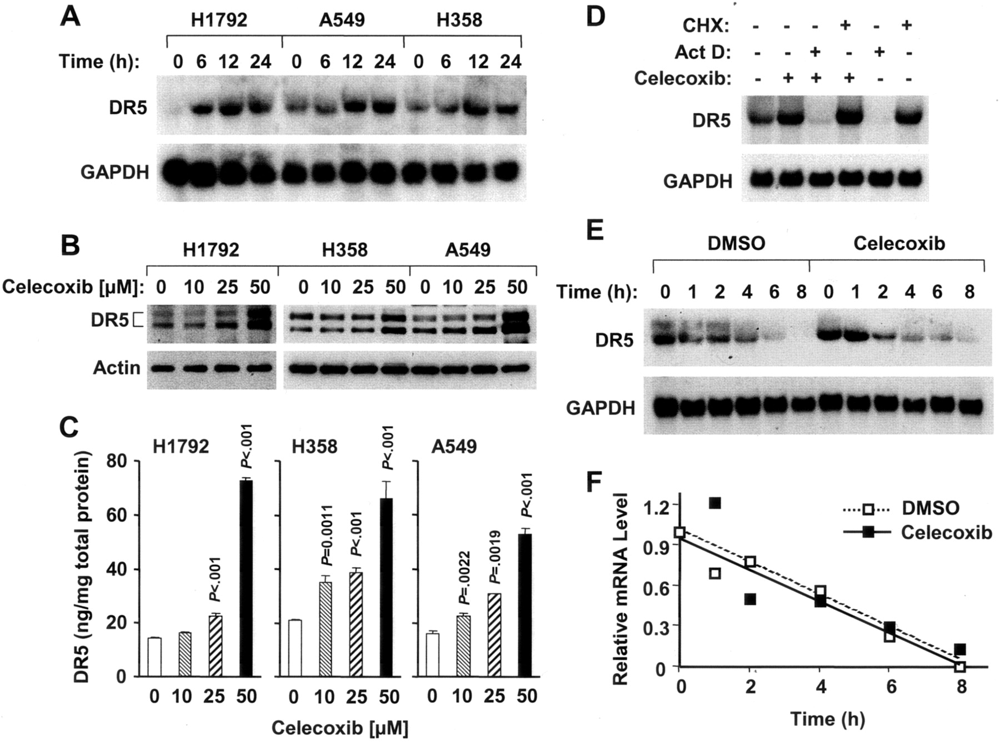 A
H1792 A549 H358
Time (h): 0 6 12 24 0 6 12 24 0 6 12 24
DR5
GAPDH
B
H1792 H358 A549
Celecoxib [µM]: 0 10 25 50 0 10 25 50 0 10 25 50
DR5
Actin
C
H1792 H358 A549
DR5 (ng/mg total protein)
80
60
40
20
0
P<.001
P<.001
P=0.0011
P<.001
P<.001
P=.0022
P=.0019
P<.001
0 10 25 50 0 10 25 50 0 10 25 50
Celecoxib [µM]
D
CHX: - - - + - +
Act D: - - + - + -
Celecoxib: - + + + - -
DR5
GAPDH
E
DMSO Celecoxib
Time (h): 0 1 2 4 6 8 0 1 2 4 6 8
DR5
GAPDH
F
Relative mRNA Level
1.2
0.9
0.6
0.3
0
DMSO
Celecoxib
0 2 4 6 8
Time (h)